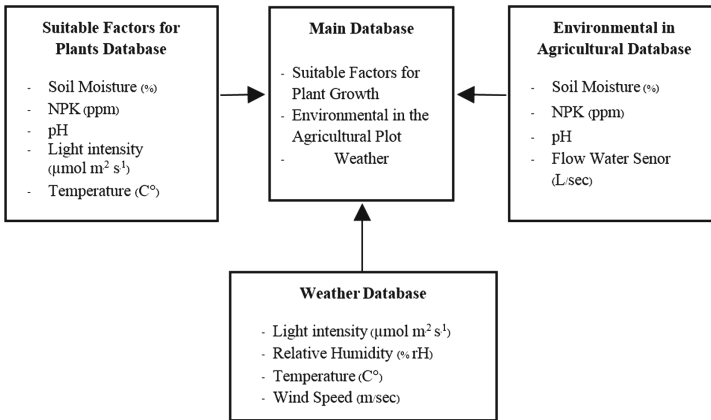 Suitable Factors for
Plants Database
- Soil Moisture (%)
- NPK (ppm)
- pH
- Light intensity
(µmol m² s¹)
- Temperature (C°)
Main Database
- Suitable Factors for
Plant Growth
- Environmental in the
Agricultural Plot
- Weather
Environmental in
Agricultural Database
- Soil Moisture (%)
- NPK (ppm)
- pH
- Flow Water Senor
(L/sec)
Weather Database
- Light intensity (µmol m² s¹)
- Relative Humidity (% rH)
- Temperature (C°)
- Wind Speed (m/sec)